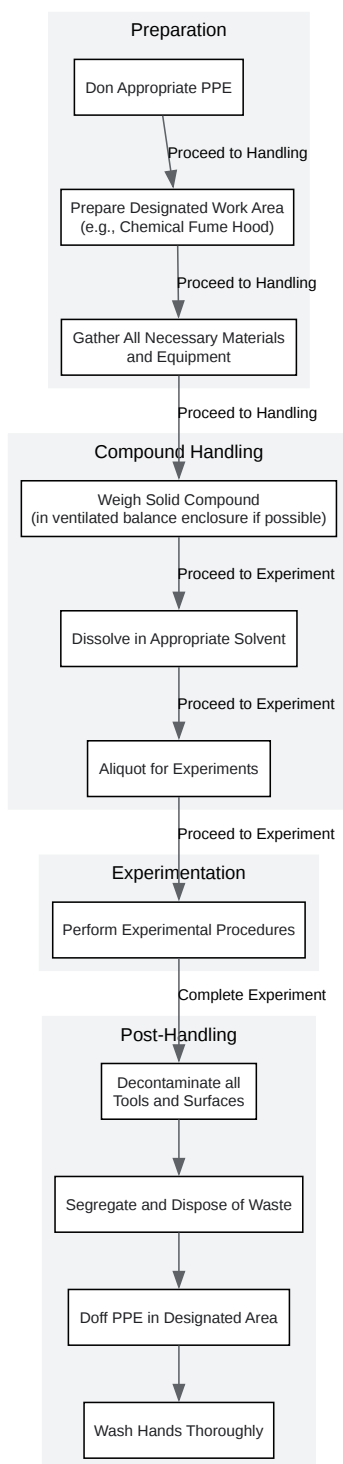 Preparation
Don Appropriate PPE
Proceed to Handling
Prepare Designated Work Area
(e.g., Chemical Fume Hood)
Proceed to Handling
Gather All Necessary Materials
and Equipment
Proceed to Handling
Compound Handling
Weigh Solid Compound
(in ventilated balance enclosure if possible)
Proceed to Experiment
Dissolve in Appropriate Solvent
Proceed to Experiment
Aliquot for Experiments
Proceed to Experiment
Experimentation
Perform Experimental Procedures
Complete Experiment
Post-Handling
Decontaminate all
Tools and Surfaces
Segregate and Dispose of Waste
Doff PPE in Designated Area
Wash Hands Thoroughly